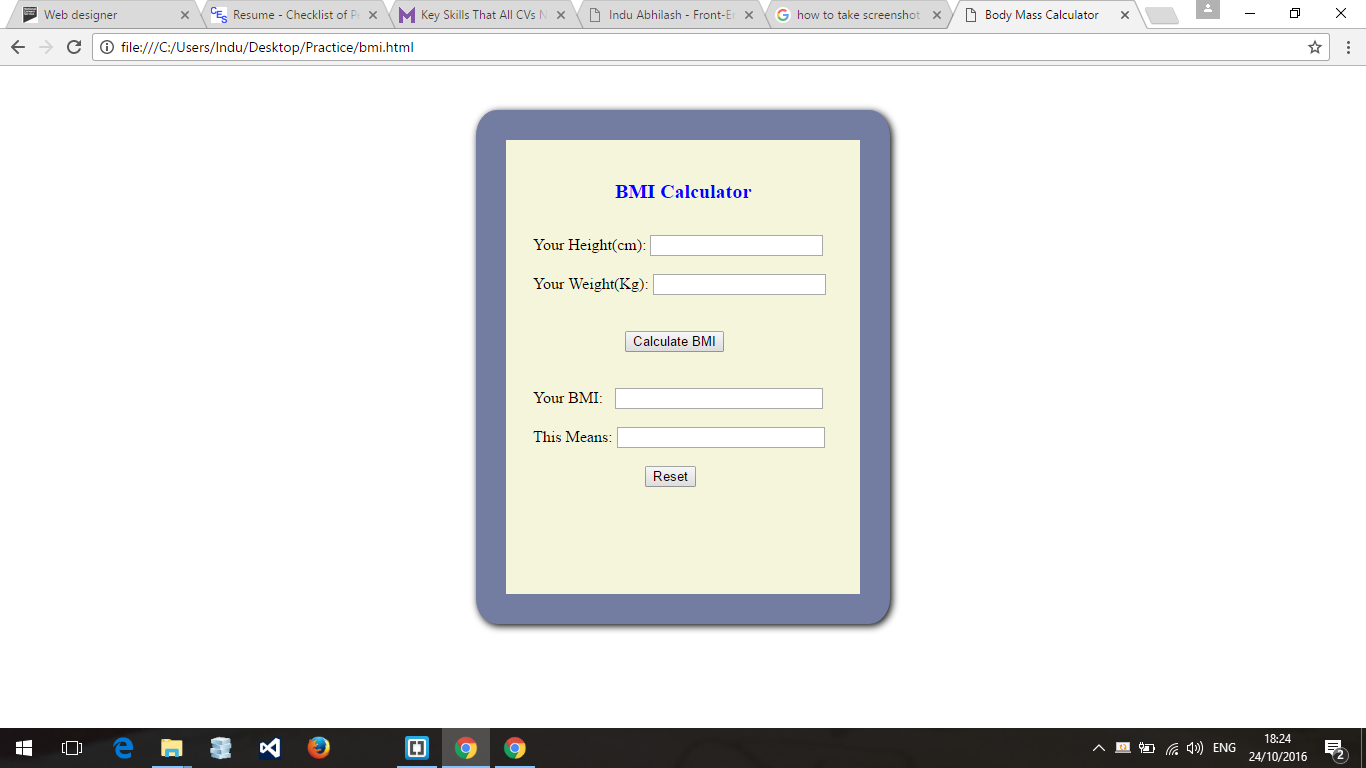 Web designer
Resume - Checklist of Pe
Key Skills That All CVs N
Indu Abhilash - Front-E
how to take screenshot
Body Mass Calculator
file:///C:/Users/Indu/Desktop/Practice/bmi.html
BMI Calculator
Your Height(cm):
Your Weight(Kg):
Calculate BMI
Your BMI:
This Means:
Reset
ENG
18:24
24/10/2016
2